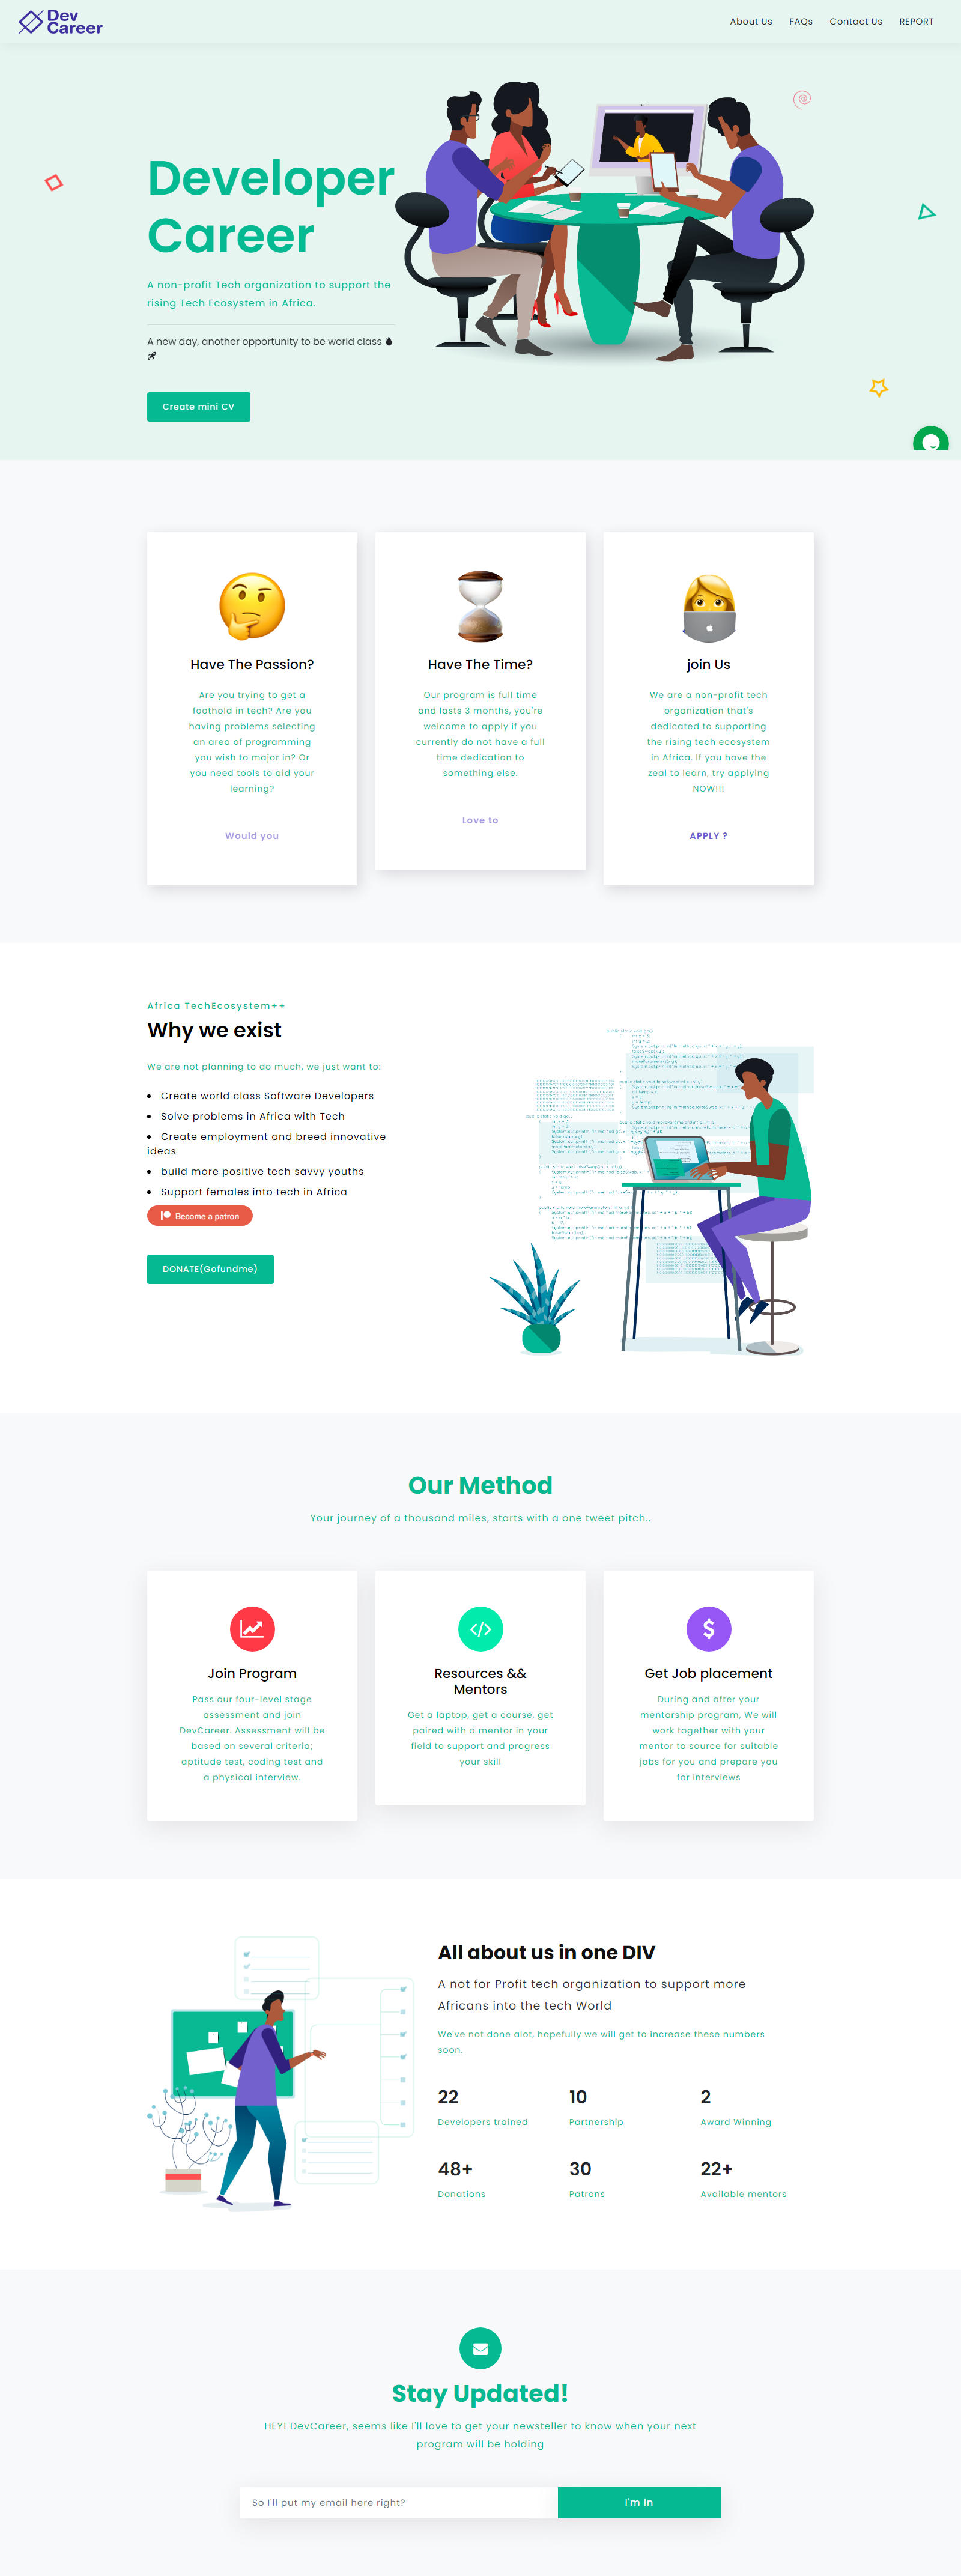 Dev
Career
About Us
FAQs
Contact Us
REPORT
Developer
Career
A non-profit Tech organization to support the
rising Tech Ecosystem in Africa.
A new day, another opportunity to be world class
Create mini CV
Have The Passion?
Are you trying to get a
foothold in tech? Are you
having problems selecting
an area of programming
you wish to major in? Or
you need tools to aid your
learning?
Would you
Have The Time?
Our program is full time
and lasts 3 months, you're
welcome to apply if you
currently do not have a full
time dedication to
something else.
Love to
join Us
We are a non-profit tech
organization that's
dedicated to supporting
the rising tech ecosystem
in Africa. If you have the
zeal to learn, try applying
NOW!!!
APPLY ?
Africa TechEcosystem++
Why we exist
We are not planning to do much, we just want to:
• Create world class Software Developers
• Solve problems in Africa with Tech
• Create employment and breed innovative
ideas
• build more positive tech savvy youths
• Support females into tech in Africa
Become a patron
DONATE(Gofundme)
Our Method
Your journey of a thousand miles, starts with a one tweet pitch..
Join Program
Pass our four-level stage
assessment and join
DevCareer. Assessment will be
based on several criteria;
aptitude test, coding test and
a physical interview.
Resources &&
Mentors
Get a laptop, get a course, get
paired with a mentor in your
field to support and progress
your skill
Get Job placement
During and after your
mentorship program, We will
work together with your
mentor to source for suitable
jobs for you and prepare you
for interviews
All about us in one DIV
A not for Profit tech organization to support more
Africans into the tech World
We've not done alot, hopefully we will get to increase these numbers
soon.
22
Developers trained
10
Partnership
2
Award Winning
48+
Donations
30
Patrons
22+
Available mentors
Stay Updated!
HEY! DevCareer, seems like I'll love to get your newsteller to know when your next
program will be holding
So I'll put my email here right?
I'm in